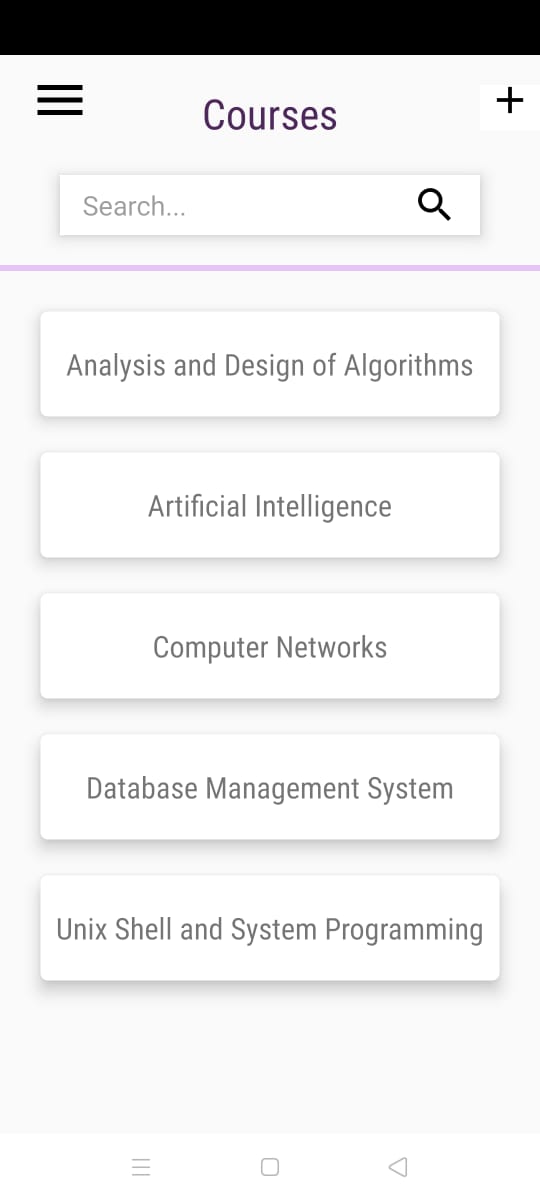 Courses
Search...
Analysis and Design of Algorithms
Artificial Intelligence
Computer Networks
Database Management System
Unix Shell and System Programming